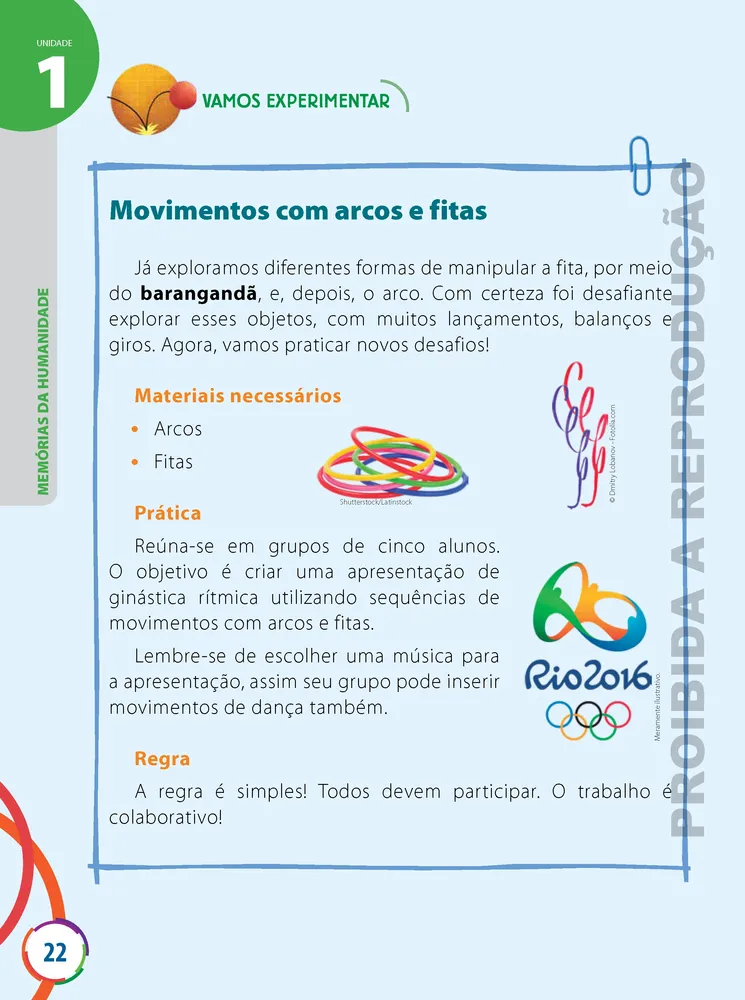 UNIDADE
1
VAMOS EXPERIMENTAR
MEMÓRIAS DA HUMANIDADE
Movimentos com arcos e fitas
Já exploramos diferentes formas de manipular a fita, por meio
do barangandã, e, depois, o arco. Com certeza foi desafiante
explorar esses objetos, com muitos lançamentos, balanços e
giros. Agora, vamos praticar novos desafios!
Materiais necessários
• Arcos
• Fitas
Shutterstock/Latinstock
© Dmitry Lobanov - Fotolia.com
Prática
Reúna-se em grupos de cinco alunos.
O objetivo é criar uma apresentação de
ginástica rítmica utilizando sequências de
movimentos com arcos e fitas.
Lembre-se de escolher uma música para
a apresentação, assim seu grupo pode inserir
movimentos de dança também.
Rio2016
Meramente ilustrativo.
Regra
A regra é simples! Todos devem participar. O trabalho é
colaborativo!
PROIBIDA A REPRODUÇÃO
22